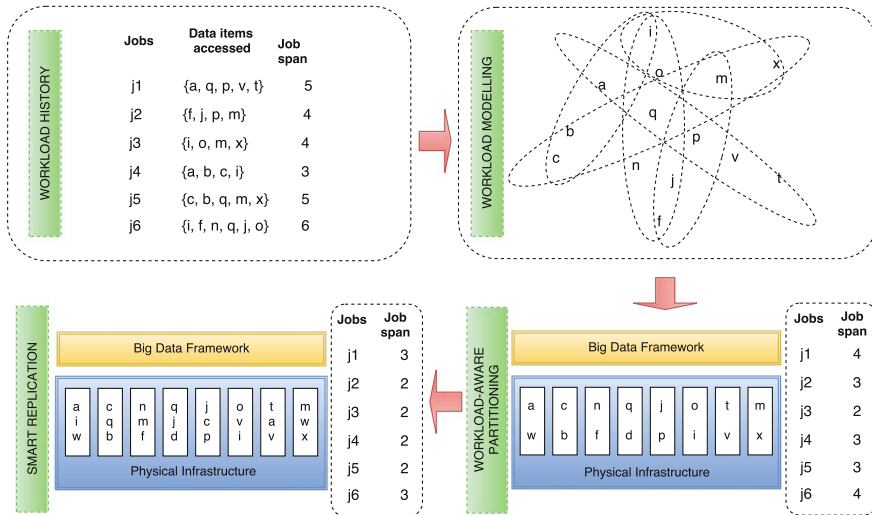 WORKLOAD HISTORY
Jobs Data items accessed Job span
j1 {a, q, p, v, t} 5
j2 {f, j, p, m} 4
j3 {i, o, m, x} 4
j4 {a, b, c, i} 3
j5 {c, b, q, m, x} 5
j6 {i, f, n, q, j, o} 6
WORKLOAD MODELLING
i
o
x
m
a
q
b
p
c
n
v
j
t
f
SMART REPLICATION
Big Data Framework
a c n q j o t m
i q m j c v a w
w b f d p i v x
Physical Infrastructure
Jobs Job span
j1 3
j2 2
j3 2
j4 2
j5 2
j6 3
WORKLOAD-AWARE
PARTITIONING
Big Data Framework
a c n q j o t m
w b f d p i v x
Physical Infrastructure
Jobs Job span
j1 4
j2 3
j3 2
j4 3
j5 3
j6 4